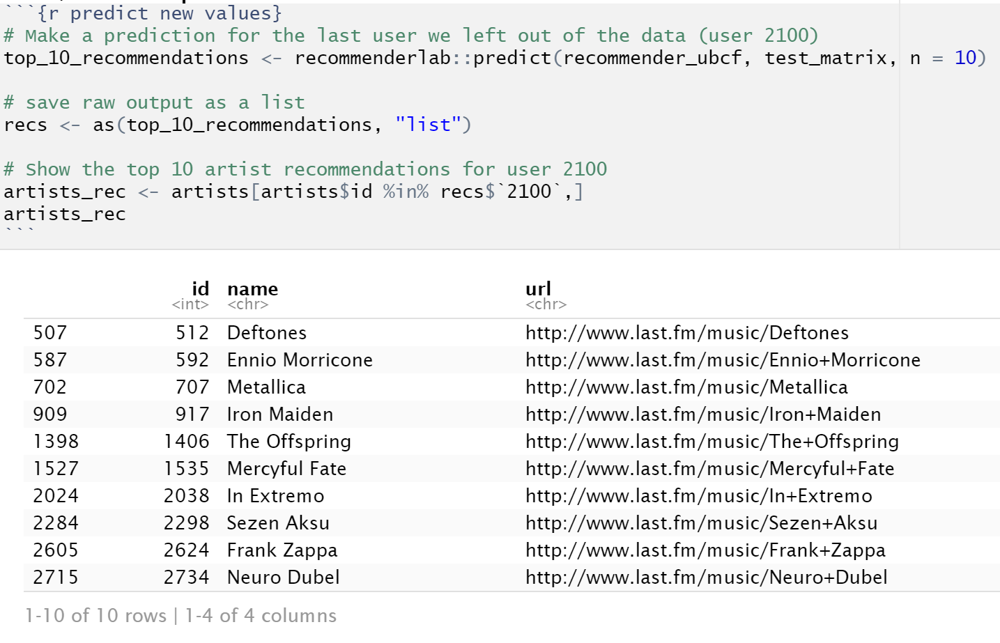 ```{r predict new values}
# Make a prediction for the last user we left out of the data (user 2100)
top_10_recommendations <- recommenderlab::predict(recommender_ubcf, test_matrix, n = 10)
# save raw output as a list
recs <- as(top_10_recommendations, "list")
# Show the top 10 artist recommendations for user 2100
artists_rec <- artists[artists$id %in% recs$`2100`,]
artists_rec
```
id name url
<int> <chr> <chr>
507 512 Deftones http://www.last.fm/music/Deftones
587 592 Ennio Morricone http://www.last.fm/music/Ennio+Morricone
702 707 Metallica http://www.last.fm/music/Metallica
909 917 Iron Maiden http://www.last.fm/music/Iron+Maiden
1398 1406 The Offspring http://www.last.fm/music/The+Offspring
1527 1535 Mercyful Fate http://www.last.fm/music/Mercyful+Fate
2024 2038 In Extremo http://www.last.fm/music/In+Extremo
2284 2298 Sezen Aksu http://www.last.fm/music/Sezen+Aksu
2605 2624 Frank Zappa http://www.last.fm/music/Frank+Zappa
2715 2734 Neuro Dubel http://www.last.fm/music/Neuro+Dubel
1-10 of 10 rows | 1-4 of 4 columns